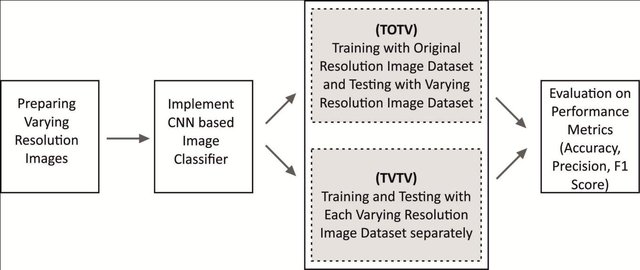 Preparing
Varying
Resolution
Images
Implement
CNN based
Image
Classifier
(TOTV)
Training with Original
Resolution Image Dataset
and Testing with Varying
Resolution Image Dataset
(TVTV)
Training and Testing with
Each Varying Resolution
Image Dataset separately
Evaluation on
Performance
Metrics
(Accuracy,
Precision, F1
Score)